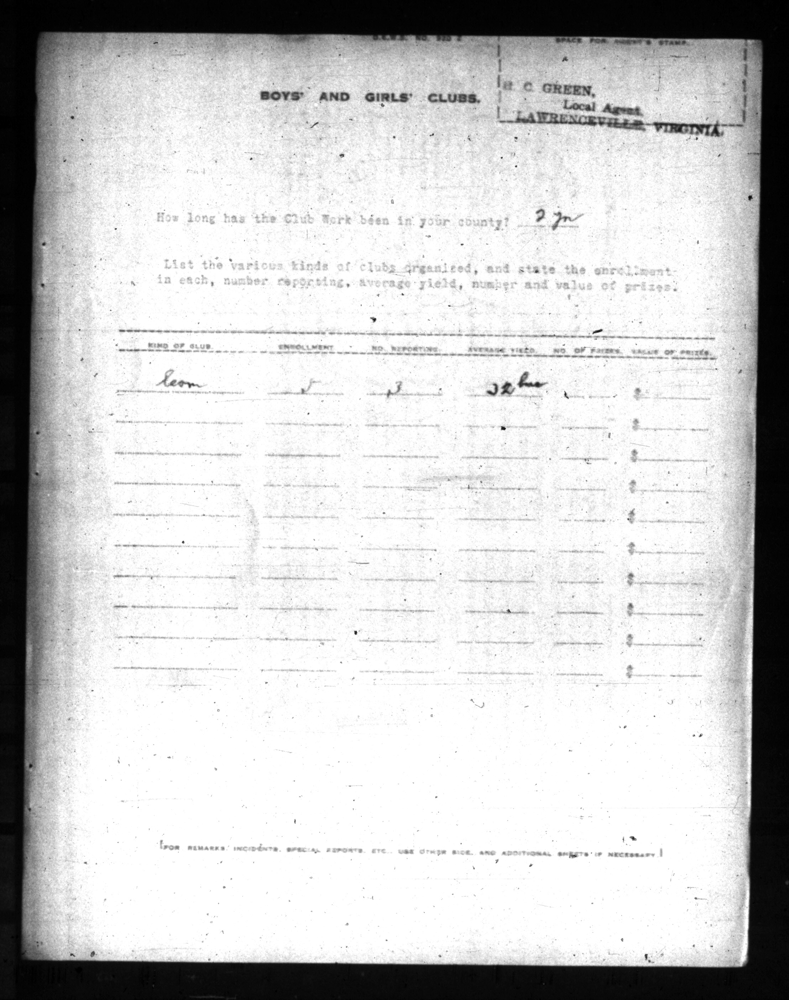 SPACE FOR AGENT'S STAMP.
C GREEN,
Local Agent.
LAWRENCEVILLE, VIRGINIA.
BOYS' AND GIRLS' CLUBS.
How long has the Club Work been in your county? 2 yr
List the various kinds of clubs organized, and state the enrollment
in each, number reporting, average yield, number and value of prizes.
KIND OF CLUB. ENROLLMENT NO. REPORTING. AVERAGE YIELD. NO. OF PRIZES. VALUE OF PRIZES.
Corn 5 3 32 bus $
$
$
$
$
$
$
$
$
$
[FOR REMARKS, INCIDENTS, SPECIAL REPORTS, ETC., USE OTHER SIDE, AND ADDITIONAL SHEETS IF NECESSARY.]